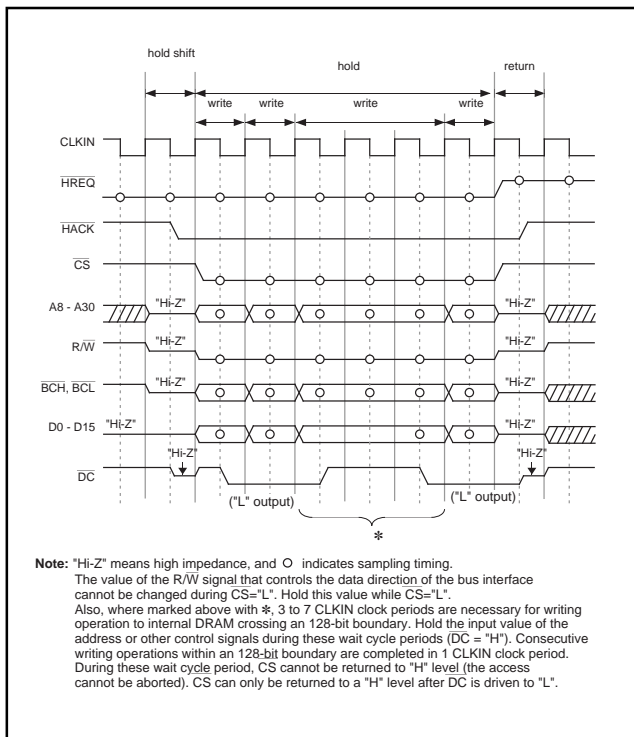 hold shift
hold
return
write
write
write
write
CLKIN
HREQ
HACK
CS
A8 - A30
"Hi-Z"
"Hi-Z"
R/W
"Hi-Z"
"Hi-Z"
BCH, BCL
"Hi-Z"
"Hi-Z"
D0 - D15
"Hi-Z"
"Hi-Z"
"Hi-Z"
"Hi-Z"
DC
("L" output)
("L" output)
*
Note: "Hi-Z" means high impedance, and O indicates sampling timing.
The value of the R/W signal that controls the data direction of the bus interface
cannot be changed during CS="L". Hold this value while CS="L".
Also, where marked above with *, 3 to 7 CLKIN clock periods are necessary for writing
operation to internal DRAM crossing an 128-bit boundary. Hold the input value of the
address or other control signals during these wait cycle periods (DC = "H"). Consecutive
writing operations within an 128-bit boundary are completed in 1 CLKIN clock period.
During these wait cycle period, CS cannot be returned to "H" level (the access
cannot be aborted). CS can only be returned to a "H" level after DC is driven to "L".